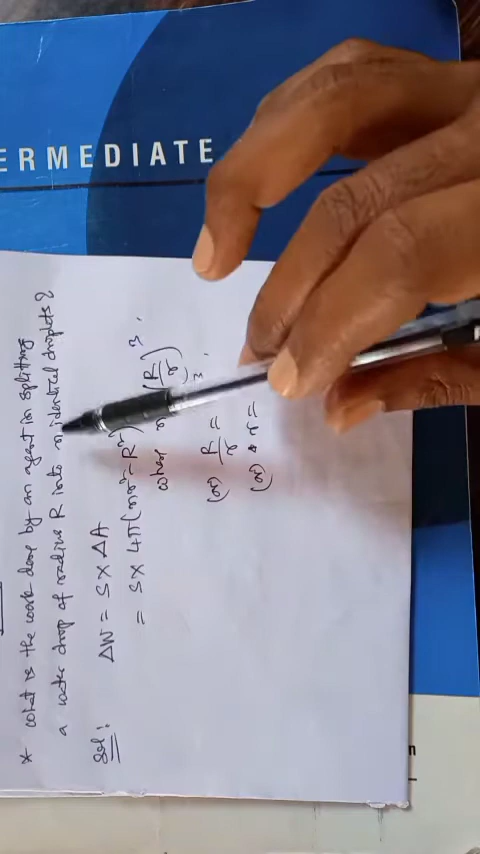 ERMEDIATE
* What is the work done by an agent in splitting
a water drop of radius R into n identical droplets?
Sol: ΔW = S X ΔA
= S X 4π(nr² - R²)
where n (R/r)³.
(or) R/r =
(or) r =
n